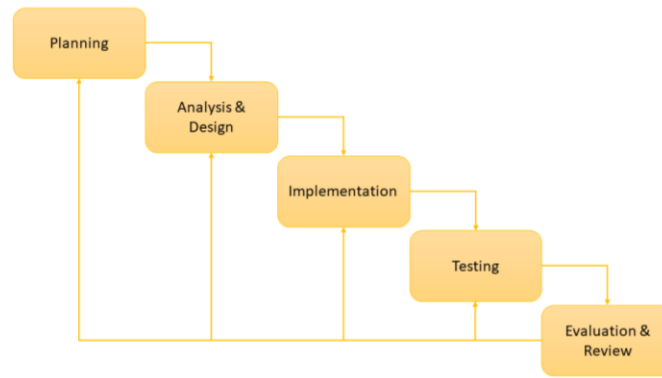 Planning
Analysis &
Design
Implementation
Testing
Evaluation &
Review